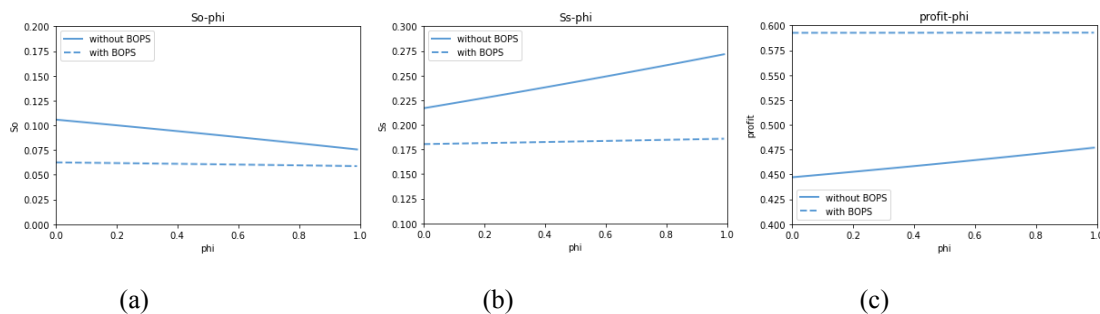 So-phi
0.200
0.175
0.150
0.125
0.100
0.075
0.050
0.025
0.000
So
without BOPS
with BOPS
0.0 0.2 0.4 0.6 0.8 1.0
phi
(a)
Ss-phi
0.300
0.275
0.250
0.225
0.200
0.175
0.150
0.125
0.100
Ss
without BOPS
with BOPS
0.0 0.2 0.4 0.6 0.8 1.0
phi
(b)
profit-phi
0.600
0.575
0.550
0.525
0.500
0.475
0.450
0.425
0.400
profit
without BOPS
with BOPS
0.0 0.2 0.4 0.6 0.8 1.0
phi
(c)